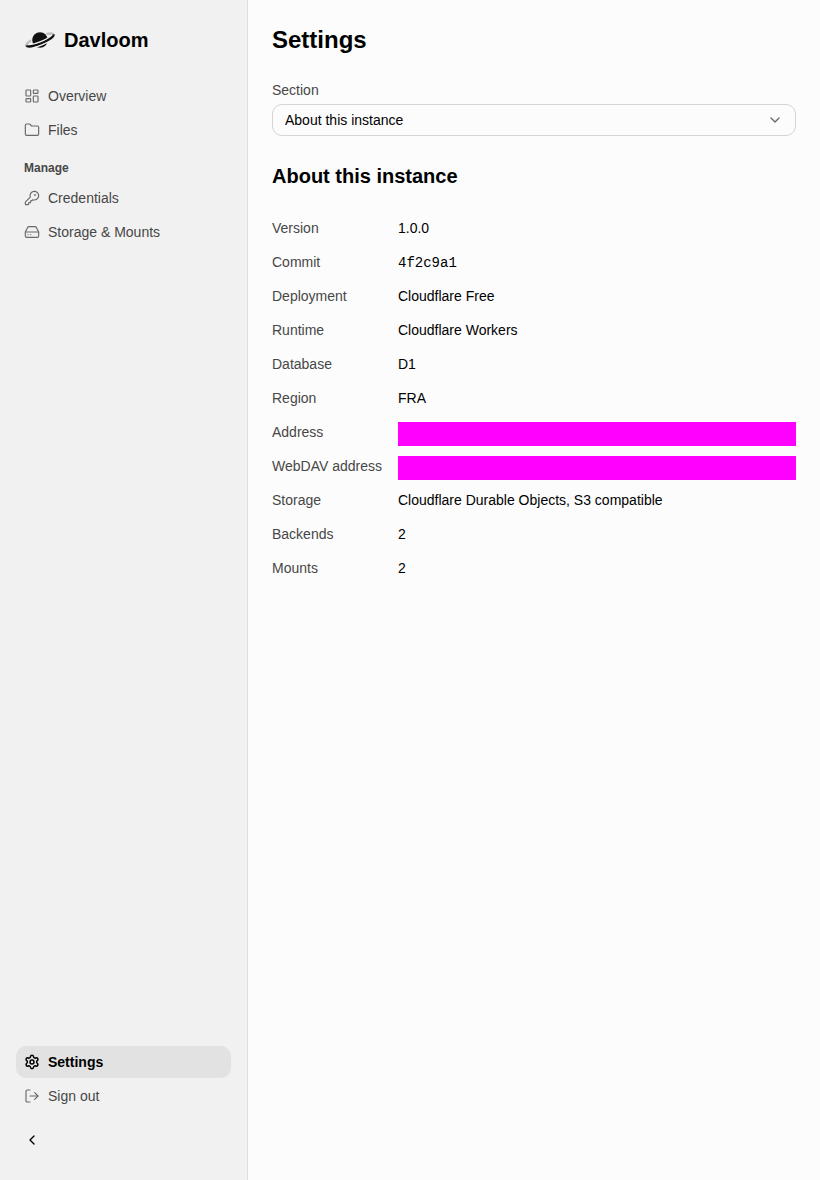 Davloom
Overview
Files
Manage
Credentials
Storage & Mounts
Settings
Sign out
Settings
Section
About this instance
About this instance
Version 1.0.0
Commit 4f2c9a1
Deployment Cloudflare Free
Runtime Cloudflare Workers
Database D1
Region FRA
Address
WebDAV address
Storage Cloudflare Durable Objects, S3 compatible
Backends 2
Mounts 2